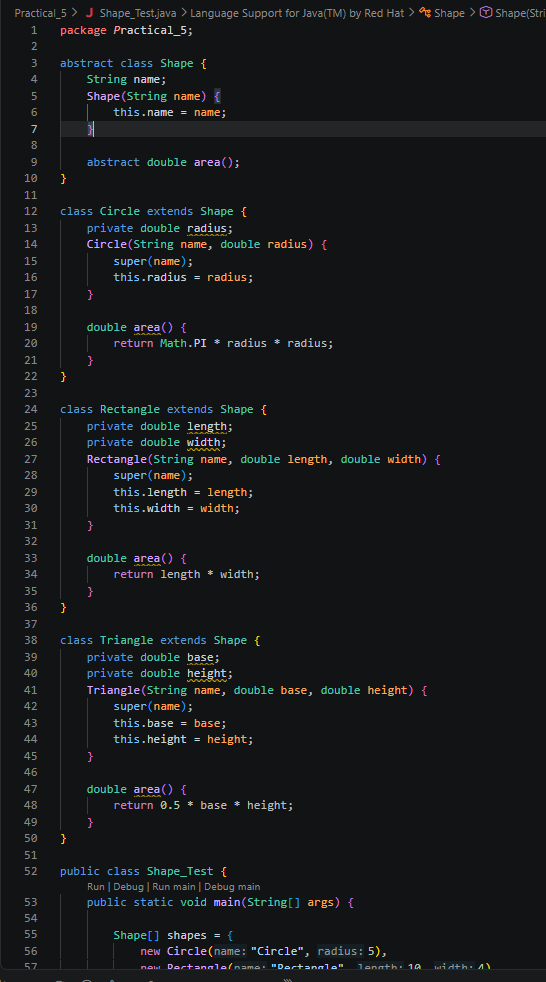 Practical_5 > J Shape_Test.java > Language Support for Java(TM) by Red Hat > Shape > Shape(Stri
1 package Practical_5;
2
3 abstract class Shape {
4 String name;
5 Shape(String name) {
6 this.name = name;
7 }
8
9 abstract double area();
10 }
11
12 class Circle extends Shape {
13 private double radius;
14 Circle(String name, double radius) {
15 super(name);
16 this.radius = radius;
17 }
18
19 double area() {
20 return Math.PI * radius * radius;
21 }
22 }
23
24 class Rectangle extends Shape {
25 private double length;
26 private double width;
27 Rectangle(String name, double length, double width) {
28 super(name);
29 this.length = length;
30 this.width = width;
31 }
32
33 double area() {
34 return length * width;
35 }
36 }
37
38 class Triangle extends Shape {
39 private double base;
40 private double height;
41 Triangle(String name, double base, double height) {
42 super(name);
43 this.base = base;
44 this.height = height;
45 }
46
47 double area() {
48 return 0.5 * base * height;
49 }
50 }
51
52 public class Shape_Test {
Run | Debug | Run main | Debug main
53 public static void main(String[] args) {
54
55 Shape[] shapes = {
56 new Circle(name: "Circle", radius: 5),
57 new Rectangle(name: "Rectangle", length: 10, width: 4)